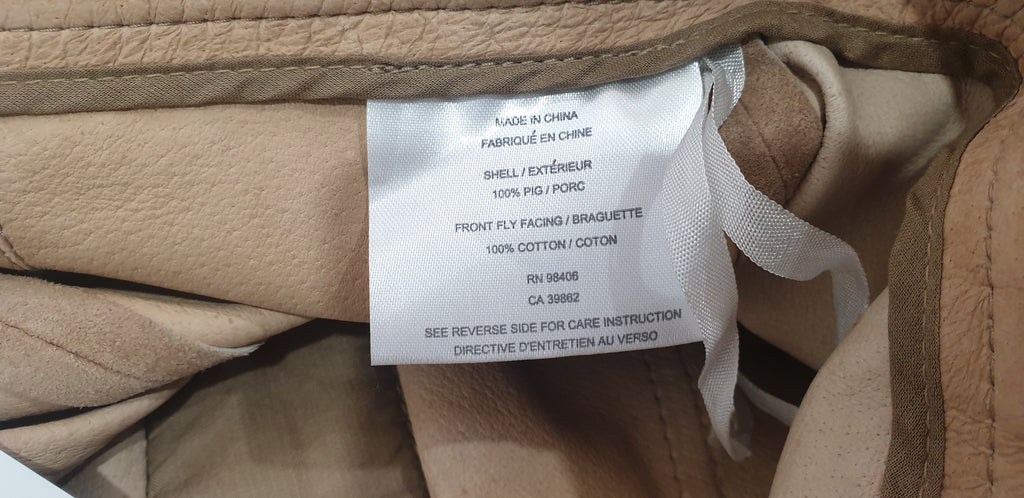 MADE IN CHINA
FABRIQUÉ EN CHINE
SHELL / EXTÉRIEUR
100% PIG / PORC
FRONT FLY FACING / BRAGUETTE
100% COTTON / COTON
RN 98406
CA 39862
SEE REVERSE SIDE FOR CARE INSTRUCTION
DIRECTIVE D'ENTRETIEN AU VERSO